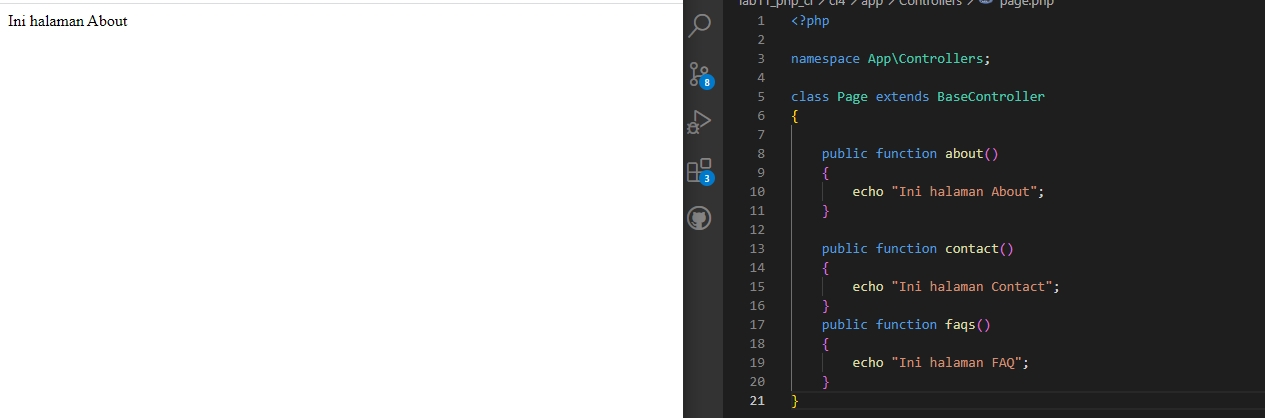 Ini halaman About
lab11_php_ci > ci4 > app > Controllers > page.php
8
3
1 <?php
2
3 namespace App\Controllers;
4
5 class Page extends BaseController
6 {
7
8 public function about()
9 {
10 echo "Ini halaman About";
11 }
12
13 public function contact()
14 {
15 echo "Ini halaman Contact";
16 }
17 public function faqs()
18 {
19 echo "Ini halaman FAQ";
20 }
21 }